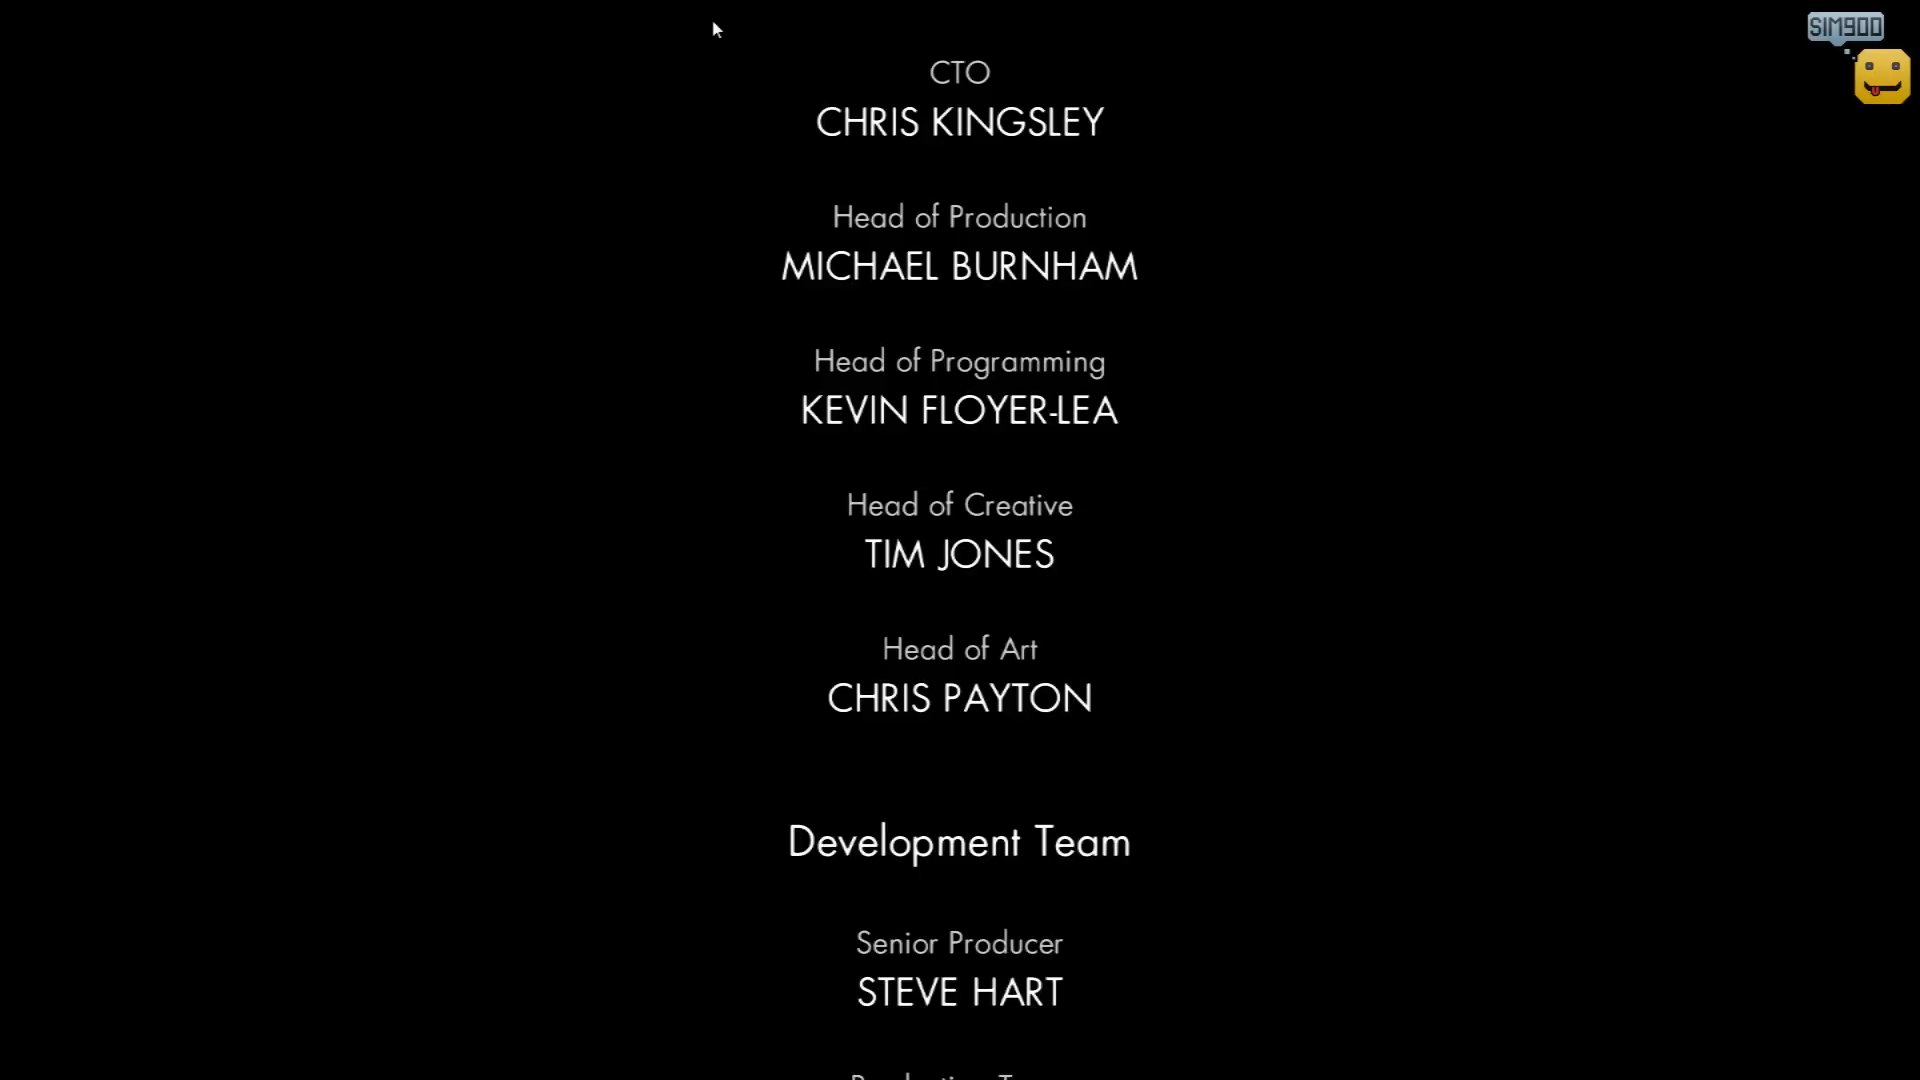 SIM900
CTO
CHRIS KINGSLEY
Head of Production
MICHAEL BURNHAM
Head of Programming
KEVIN FLOYER-LEA
Head of Creative
TIM JONES
Head of Art
CHRIS PAYTON
Development Team
Senior Producer
STEVE HART